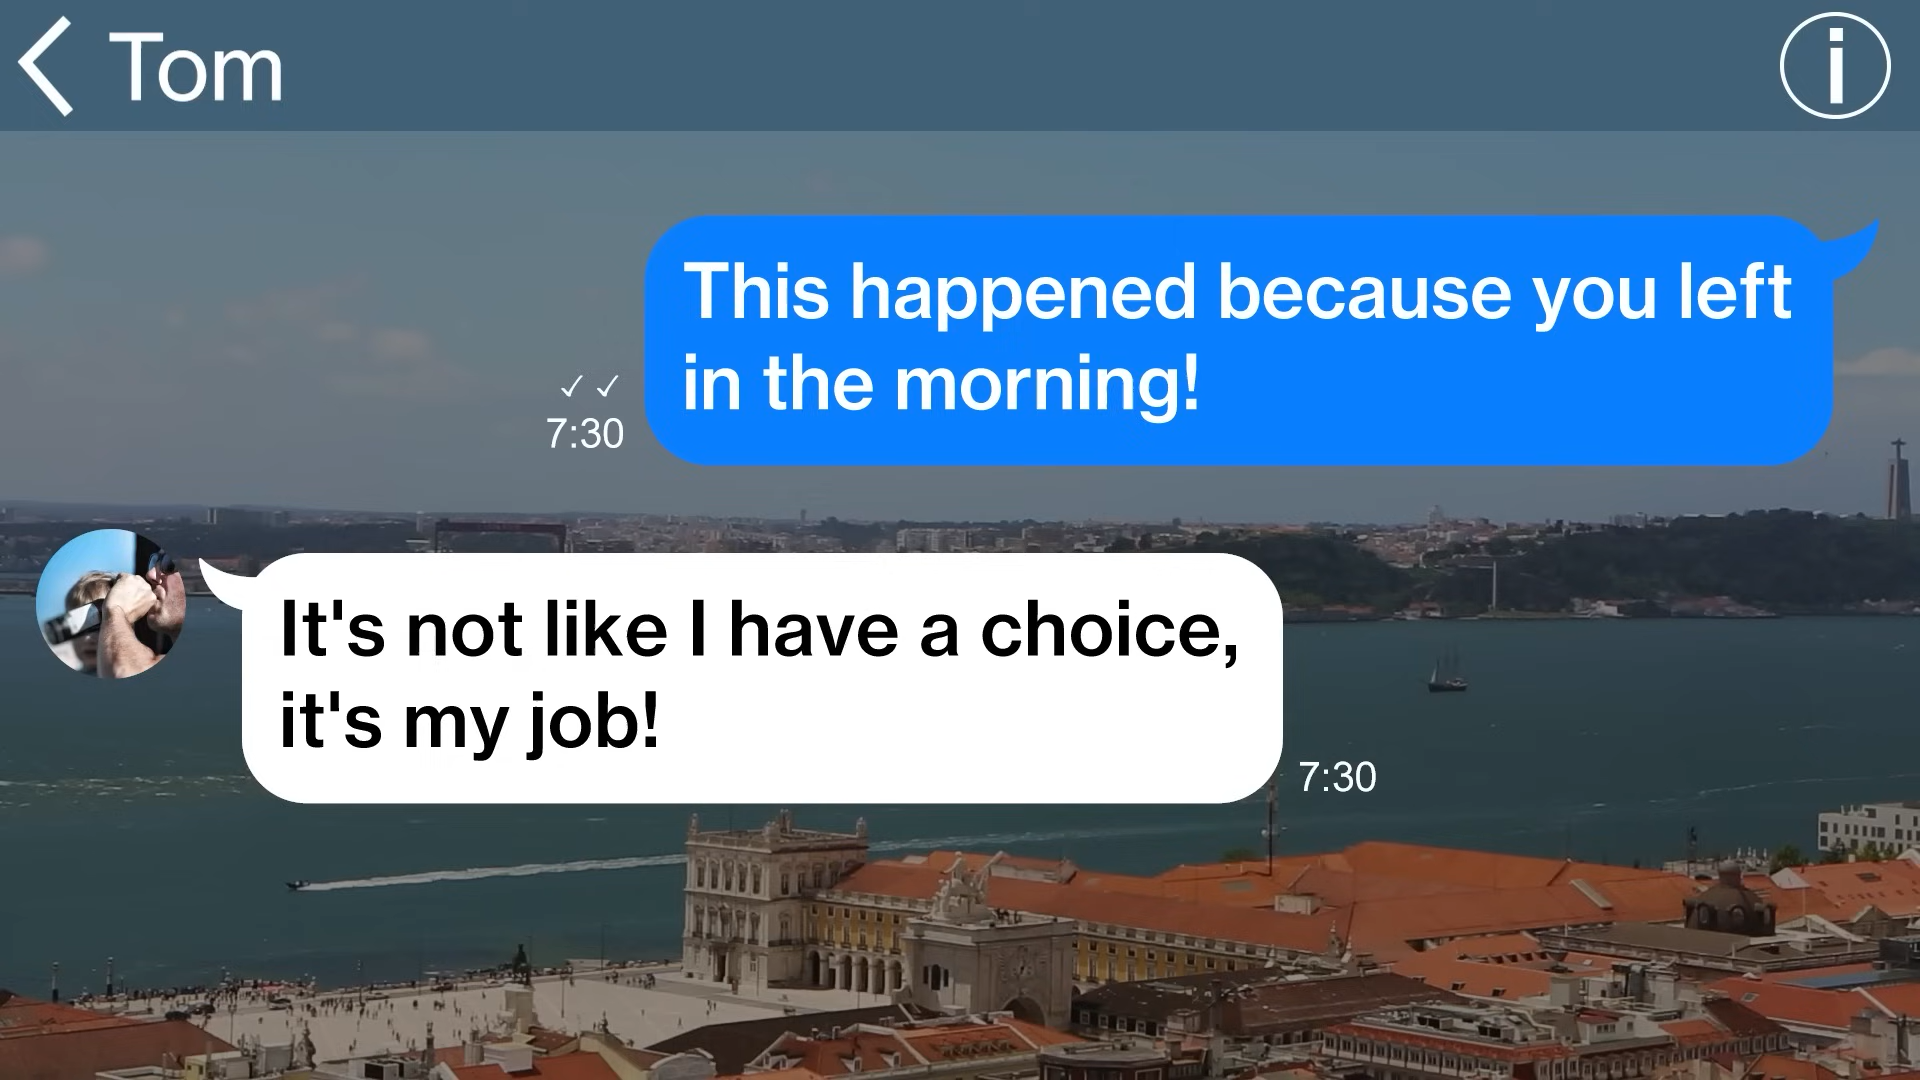 Tom
This happened because you left
in the morning!
✓ ✓
7:30
It's not like I have a choice,
it's my job!
7:30